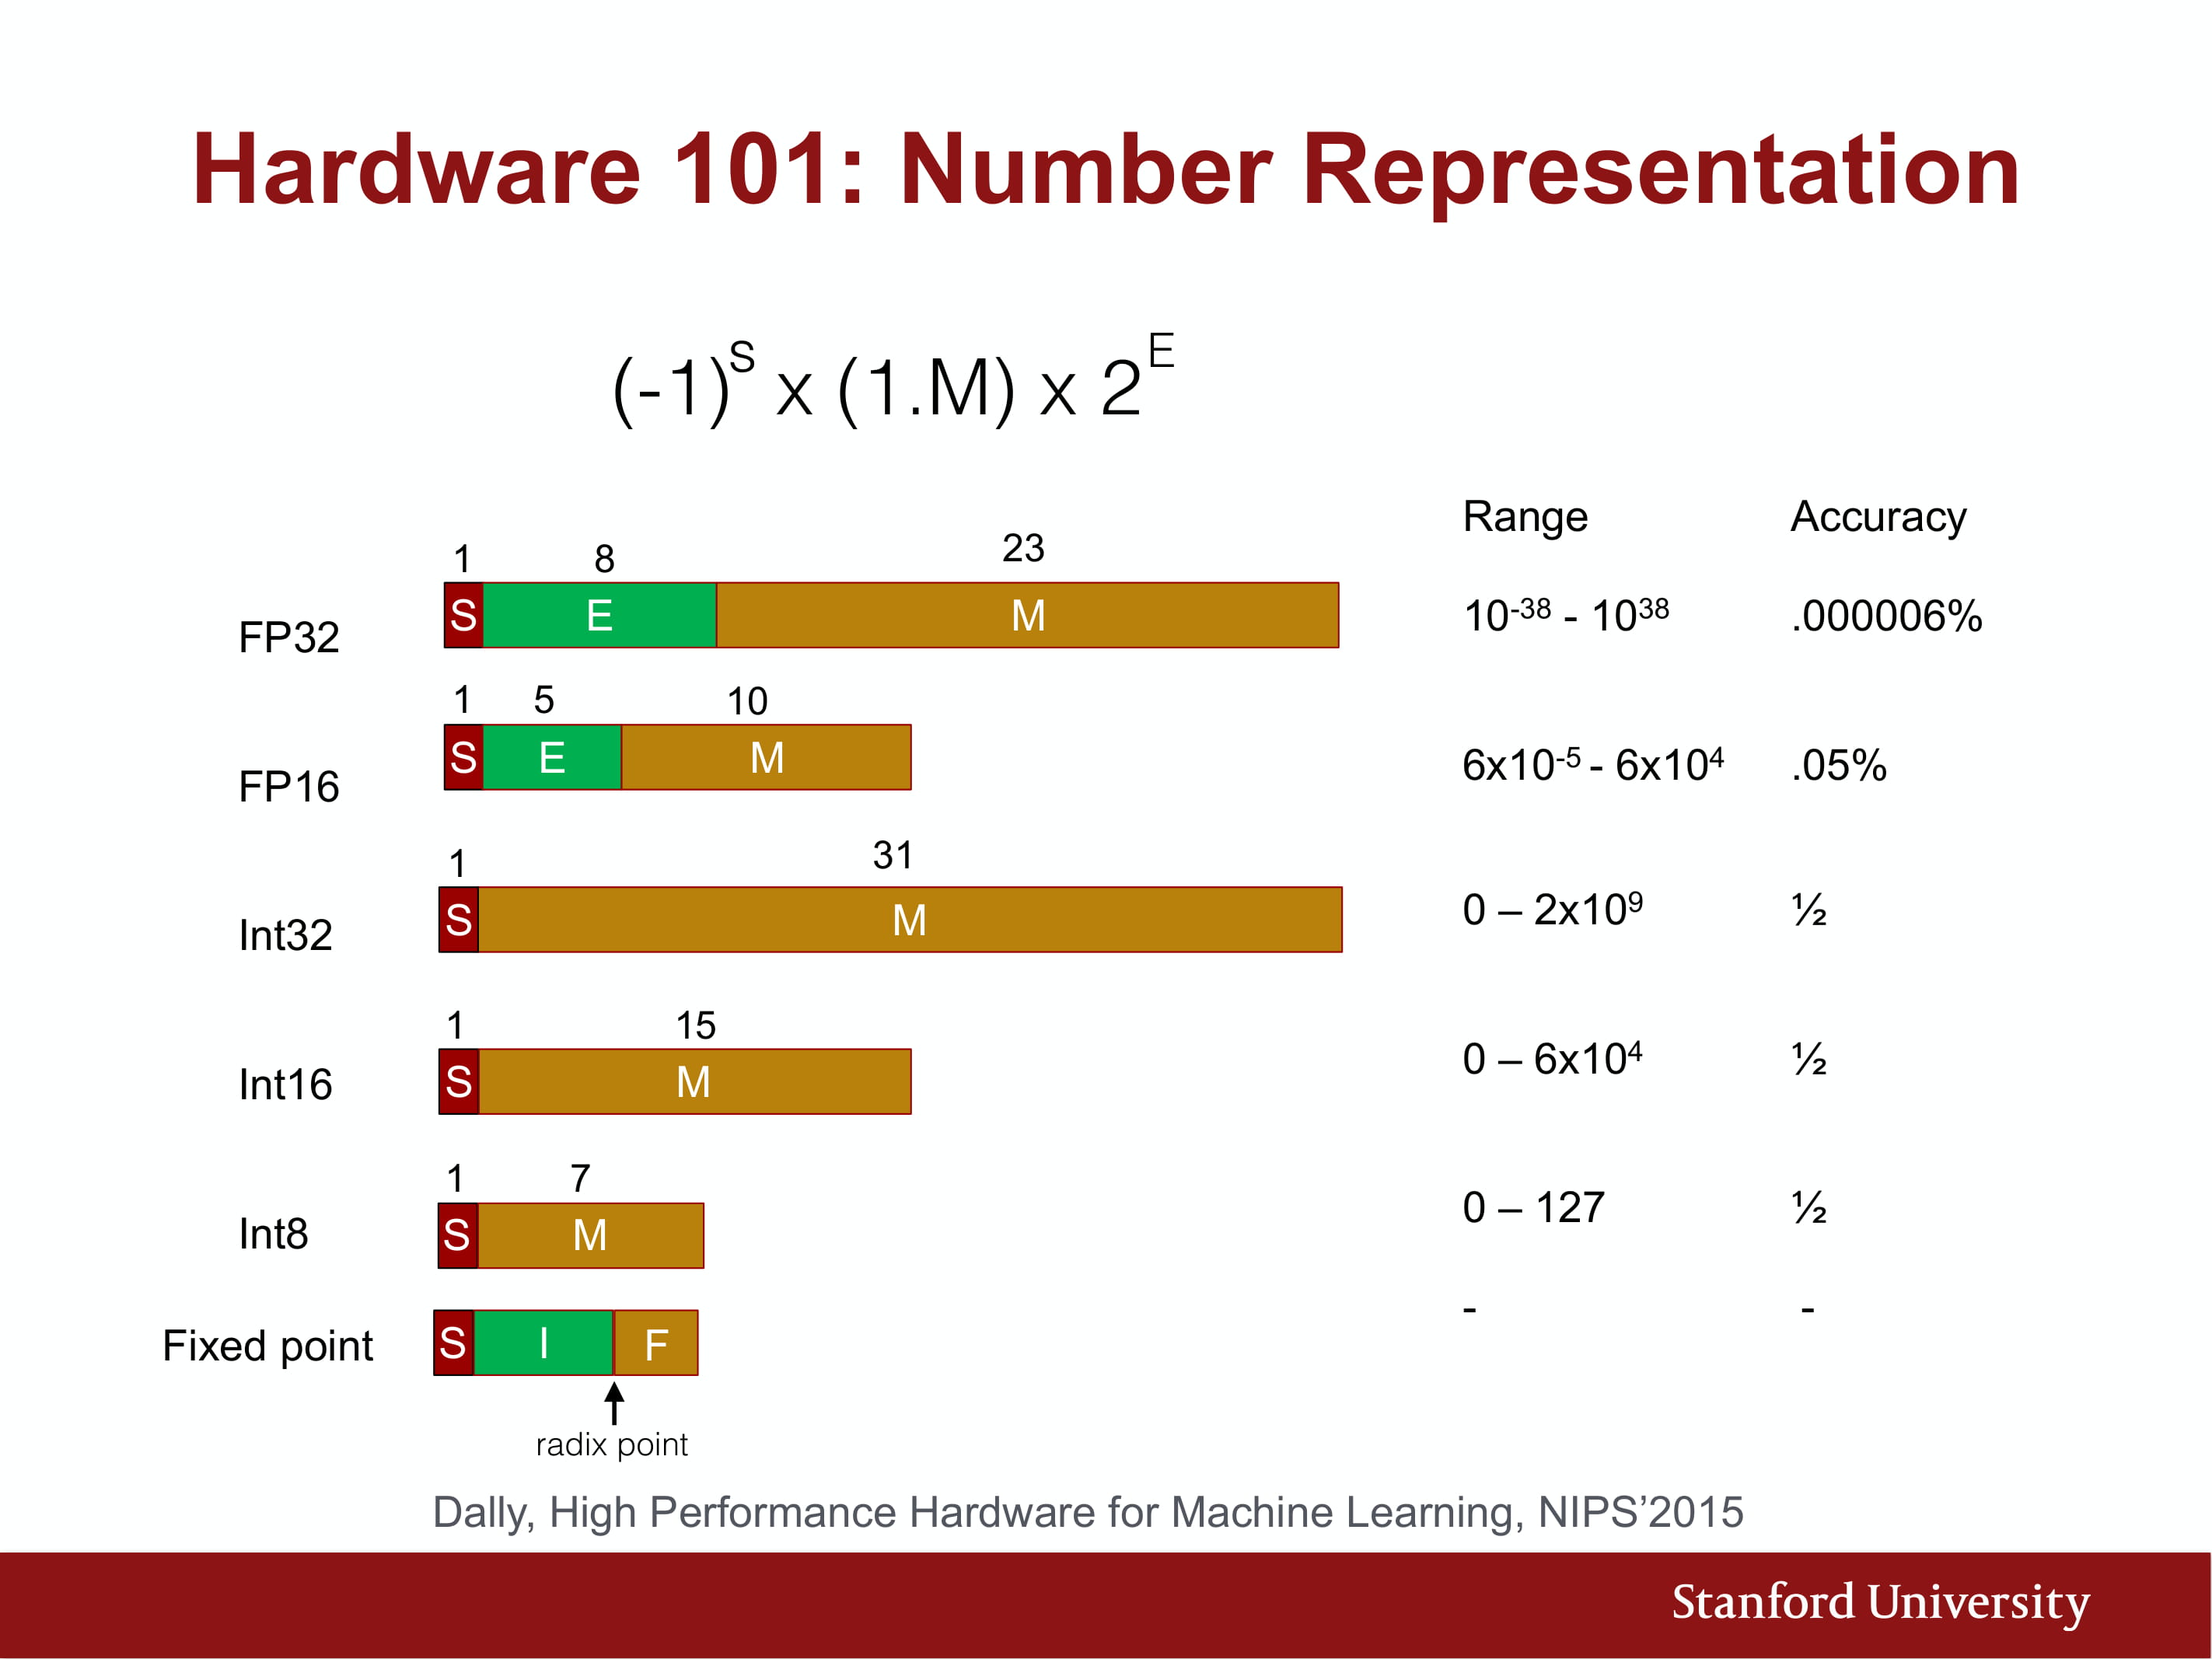 Hardware 101: Number Representation
(-1)^S x (1.M) x 2^E
Range Accuracy
1 8 23
FP32 S E M 10^-38 - 10^38 .000006%
1 5 10
FP16 S E M 6x10^-5 - 6x10^4 .05%
1 31
Int32 S M 0 – 2x10^9 ½
1 15
Int16 S M 0 – 6x10^4 ½
1 7
Int8 S M 0 – 127 ½
Fixed point S I F - -
radix point
Dally, High Performance Hardware for Machine Learning, NIPS’2015
Stanford University